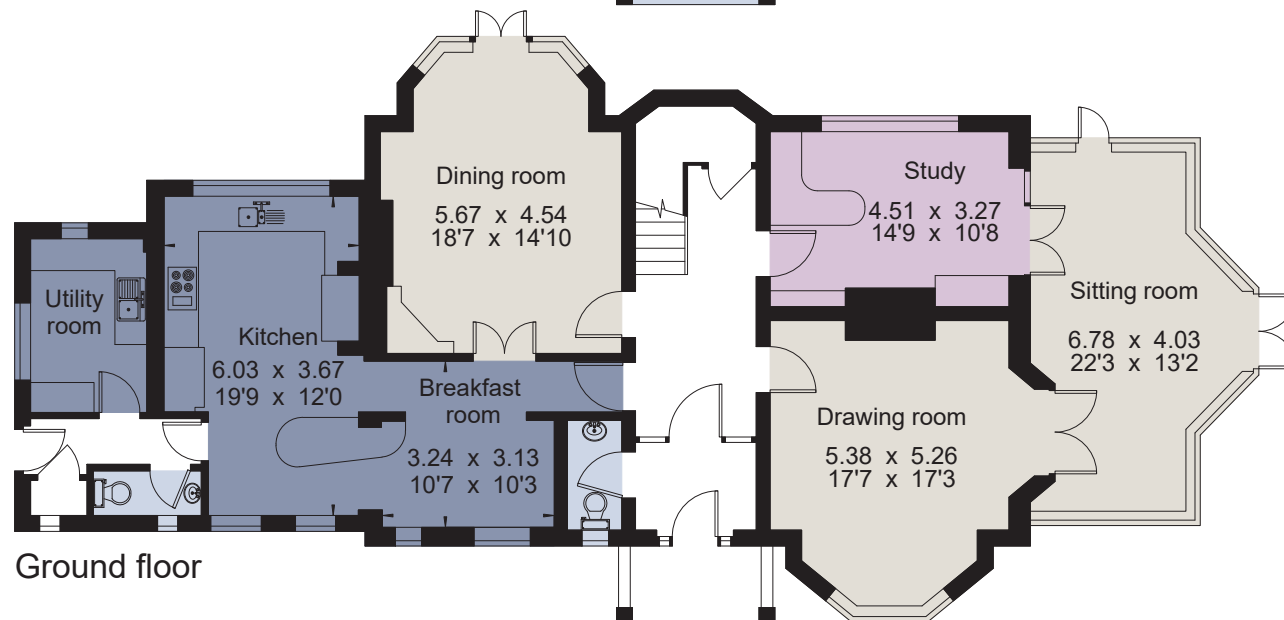 Dining room
5.67 x 4.54
18'7 x 14'10
Study
4.51 x 3.27
14'9 x 10'8
Utility
room
Kitchen
6.03 x 3.67
19'9 x 12'0
Breakfast
room
3.24 x 3.13
10'7 x 10'3
Sitting room
6.78 x 4.03
22'3 x 13'2
Drawing room
5.38 x 5.26
17'7 x 17'3
Ground floor